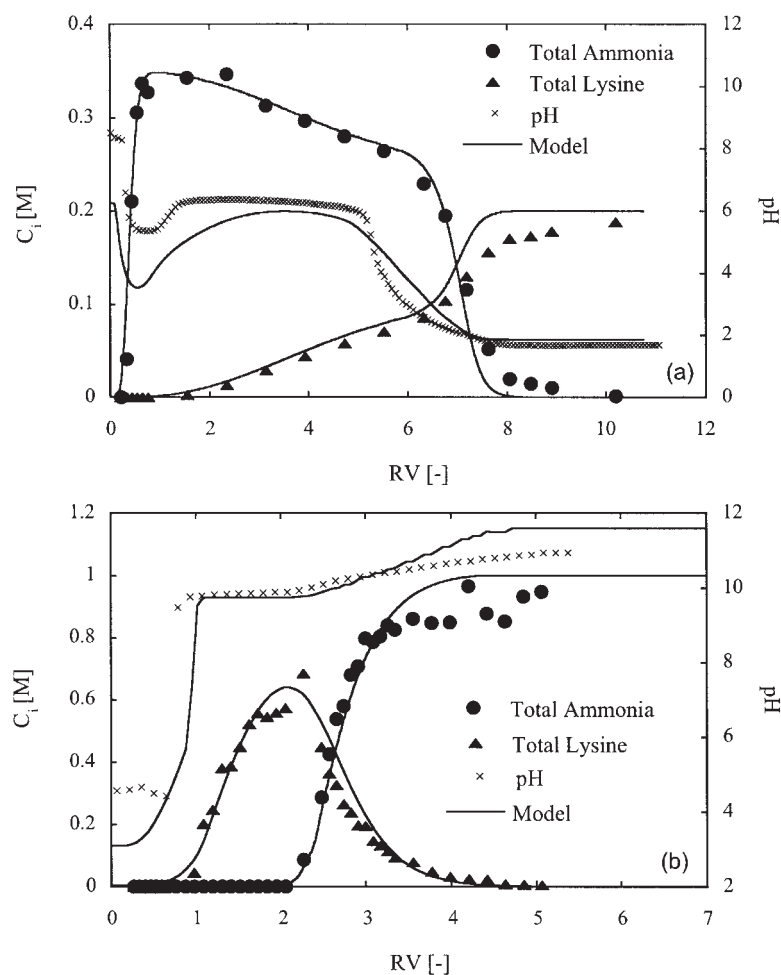 0.4
0.3
0.2
0.1
0
C_i [M]
12
10
8
6
4
2
0
pH
Total Ammonia
Total Lysine
pH
Model
(a)
0 2 4 6 8 10 12
RV [-]
1.2
1
0.8
0.6
0.4
0.2
0
C_i [M]
12
10
8
6
4
2
pH
Total Ammonia
Total Lysine
pH
Model
(b)
0 1 2 3 4 5 6 7
RV [-]